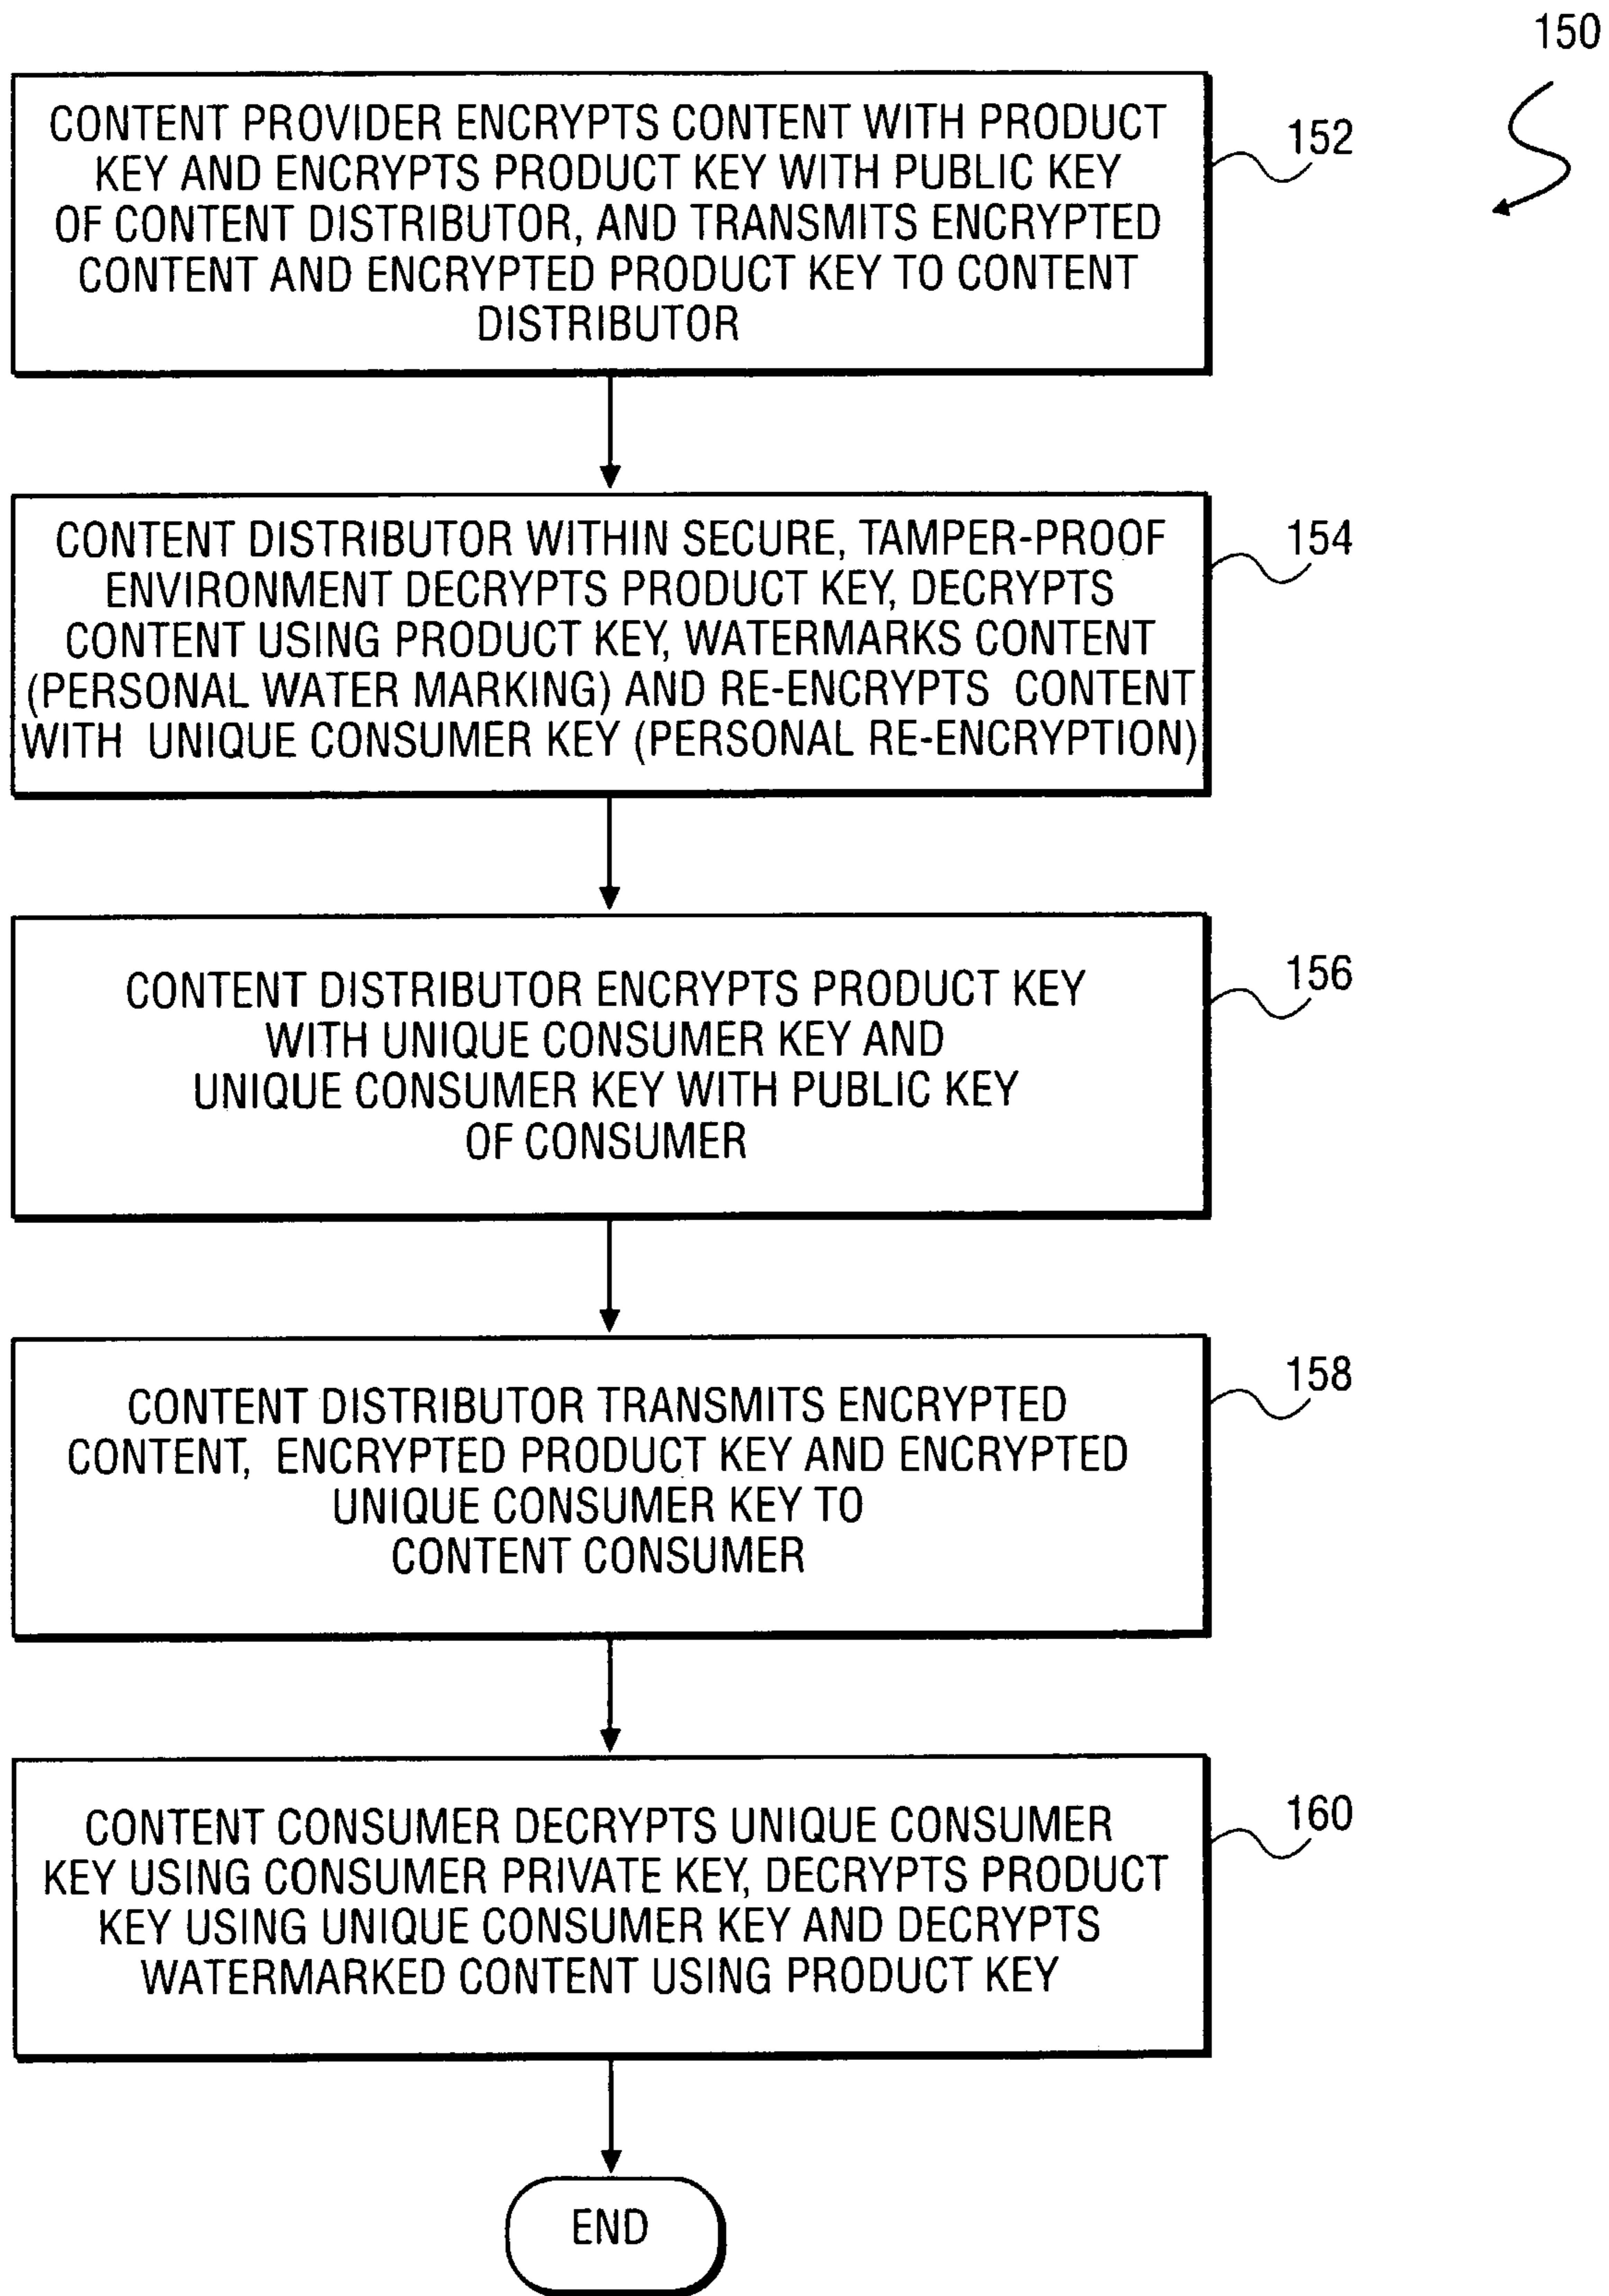 150
CONTENT PROVIDER ENCRYPTS CONTENT WITH PRODUCT
KEY AND ENCRYPTS PRODUCT KEY WITH PUBLIC KEY
OF CONTENT DISTRIBUTOR, AND TRANSMITS ENCRYPTED
CONTENT AND ENCRYPTED PRODUCT KEY TO CONTENT
DISTRIBUTOR
152
CONTENT DISTRIBUTOR WITHIN SECURE, TAMPER-PROOF
ENVIRONMENT DECRYPTS PRODUCT KEY, DECRYPTS
CONTENT USING PRODUCT KEY, WATERMARKS CONTENT
(PERSONAL WATER MARKING) AND RE-ENCRYPTS CONTENT
WITH UNIQUE CONSUMER KEY (PERSONAL RE-ENCRYPTION)
154
CONTENT DISTRIBUTOR ENCRYPTS PRODUCT KEY
WITH UNIQUE CONSUMER KEY AND
UNIQUE CONSUMER KEY WITH PUBLIC KEY
OF CONSUMER
156
CONTENT DISTRIBUTOR TRANSMITS ENCRYPTED
CONTENT, ENCRYPTED PRODUCT KEY AND ENCRYPTED
UNIQUE CONSUMER KEY TO
CONTENT CONSUMER
158
CONTENT CONSUMER DECRYPTS UNIQUE CONSUMER
KEY USING CONSUMER PRIVATE KEY, DECRYPTS PRODUCT
KEY USING UNIQUE CONSUMER KEY AND DECRYPTS
WATERMARKED CONTENT USING PRODUCT KEY
160
END